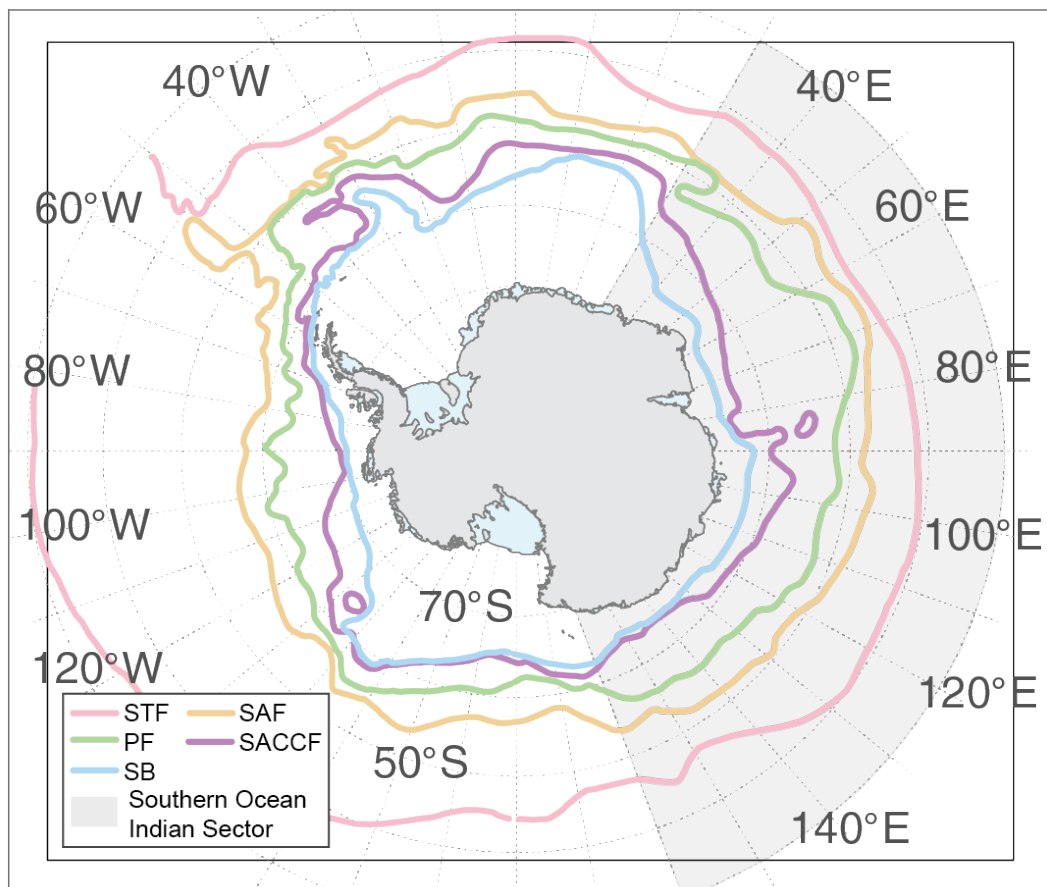 40°W
40°E
60°W
60°E
80°W
80°E
100°W
100°E
70°S
120°W
120°E
STF
SAF
PF
SACCF
50°S
SB
Southern Ocean
Indian Sector
140°E